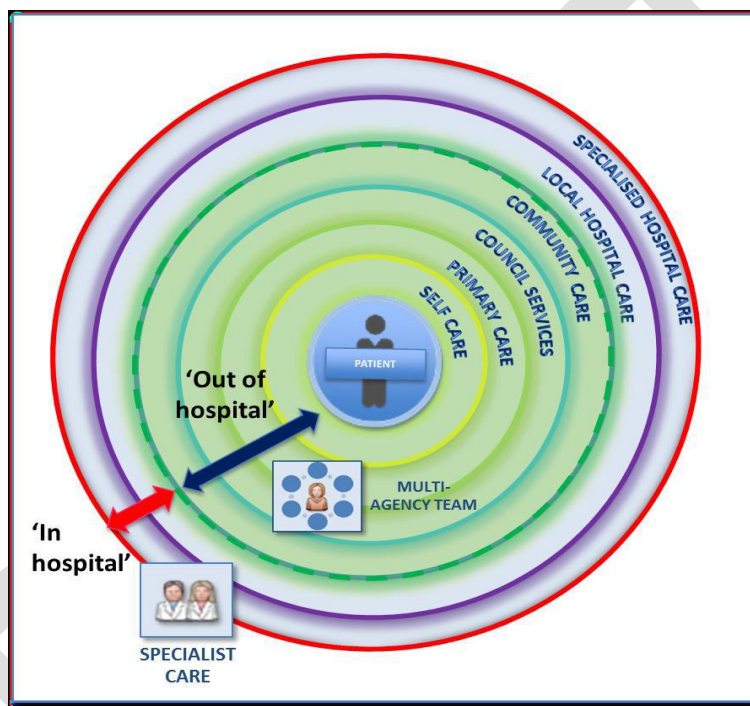 SPECIALISED HOSPITAL CARE
LOCAL HOSPITAL CARE
COMMUNITY CARE
COUNCIL SERVICES
PRIMARY CARE
SELF CARE
PATIENT
‘Out of
hospital’
MULTI-
AGENCY TEAM
‘In
hospital’
SPECIALIST
CARE